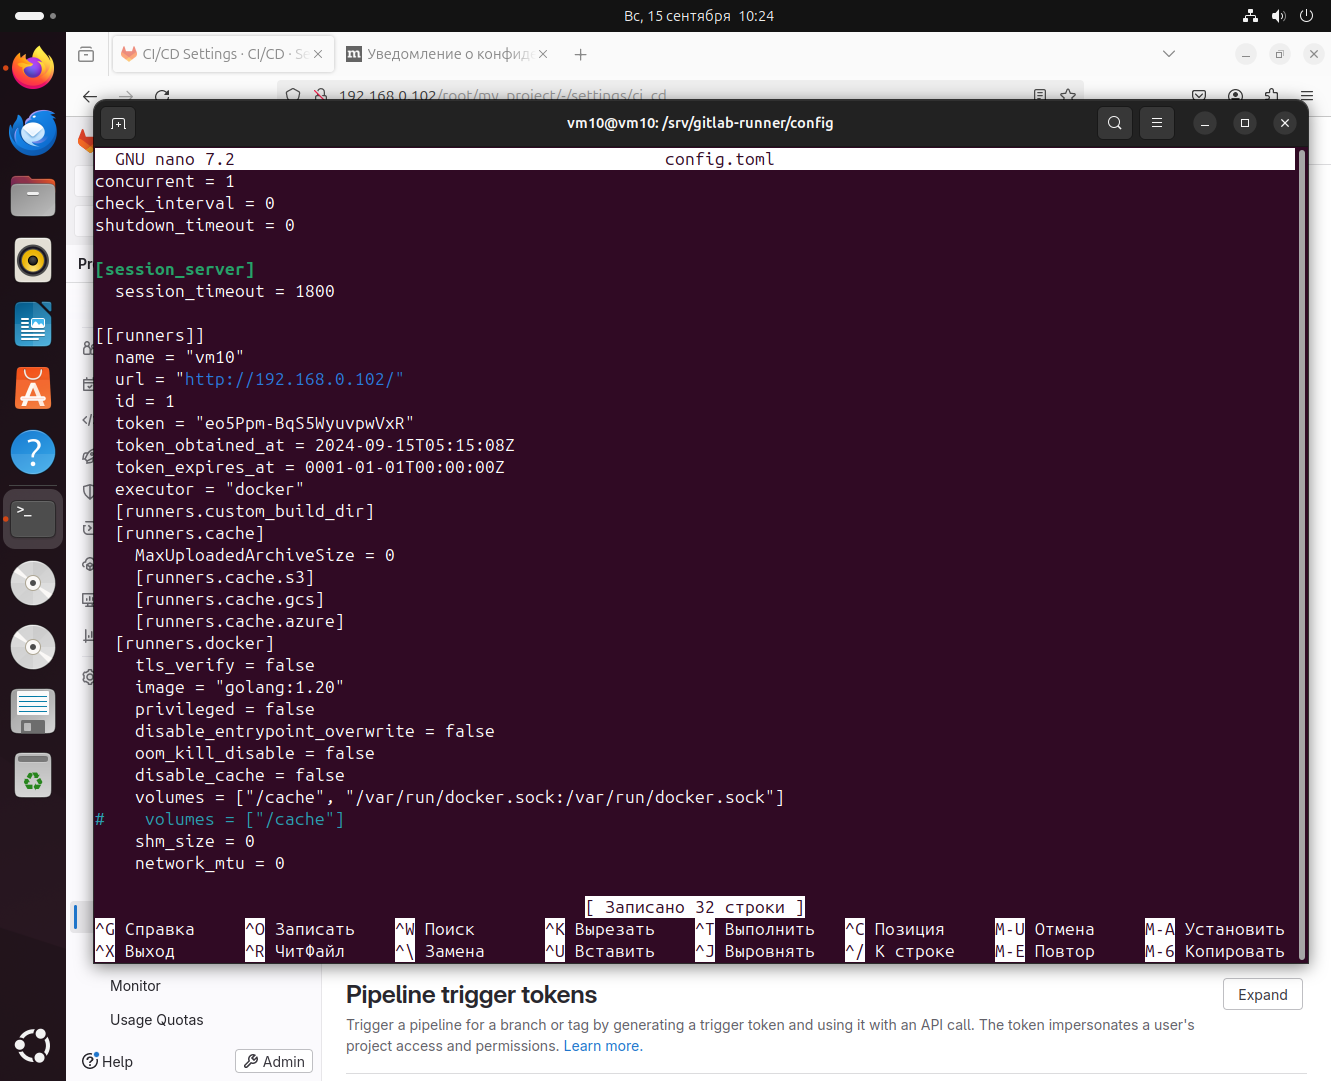 Вс, 15 сентября 10:24
CI/CD Settings · CI/CD · Se
Уведомление о конфиде
192.168.0.102/root/my_project/-/settings/ci_cd
vm10@vm10: /srv/gitlab-runner/config
GNU nano 7.2 config.toml
concurrent = 1
check_interval = 0
shutdown_timeout = 0
Pr
[session_server]
session_timeout = 1800
[[runners]]
name = "vm10"
url = "http://192.168.0.102/"
id = 1
token = "eo5Ppm-BqS5WyuvpwVxR"
token_obtained_at = 2024-09-15T05:15:08Z
token_expires_at = 0001-01-01T00:00:00Z
executor = "docker"
[runners.custom_build_dir]
[runners.cache]
MaxUploadedArchiveSize = 0
[runners.cache.s3]
[runners.cache.gcs]
[runners.cache.azure]
[runners.docker]
tls_verify = false
image = "golang:1.20"
privileged = false
disable_entrypoint_overwrite = false
oom_kill_disable = false
disable_cache = false
volumes = ["/cache", "/var/run/docker.sock:/var/run/docker.sock"]
# volumes = ["/cache"]
shm_size = 0
network_mtu = 0
[ Записано 32 строки ]
^G Справка ^O Записать ^W Поиск ^K Вырезать ^T Выполнить ^C Позиция M-U Отмена M-A Установить
^X Выход ^R ЧитФайл ^\ Замена ^U Вставить ^J Выровнять ^/ К строке M-E Повтор M-6 Копировать
Monitor
Usage Quotas
Help
Admin
Pipeline trigger tokens
Expand
Trigger a pipeline for a branch or tag by generating a trigger token and using it with an API call. The token impersonates a user's
project access and permissions. Learn more.